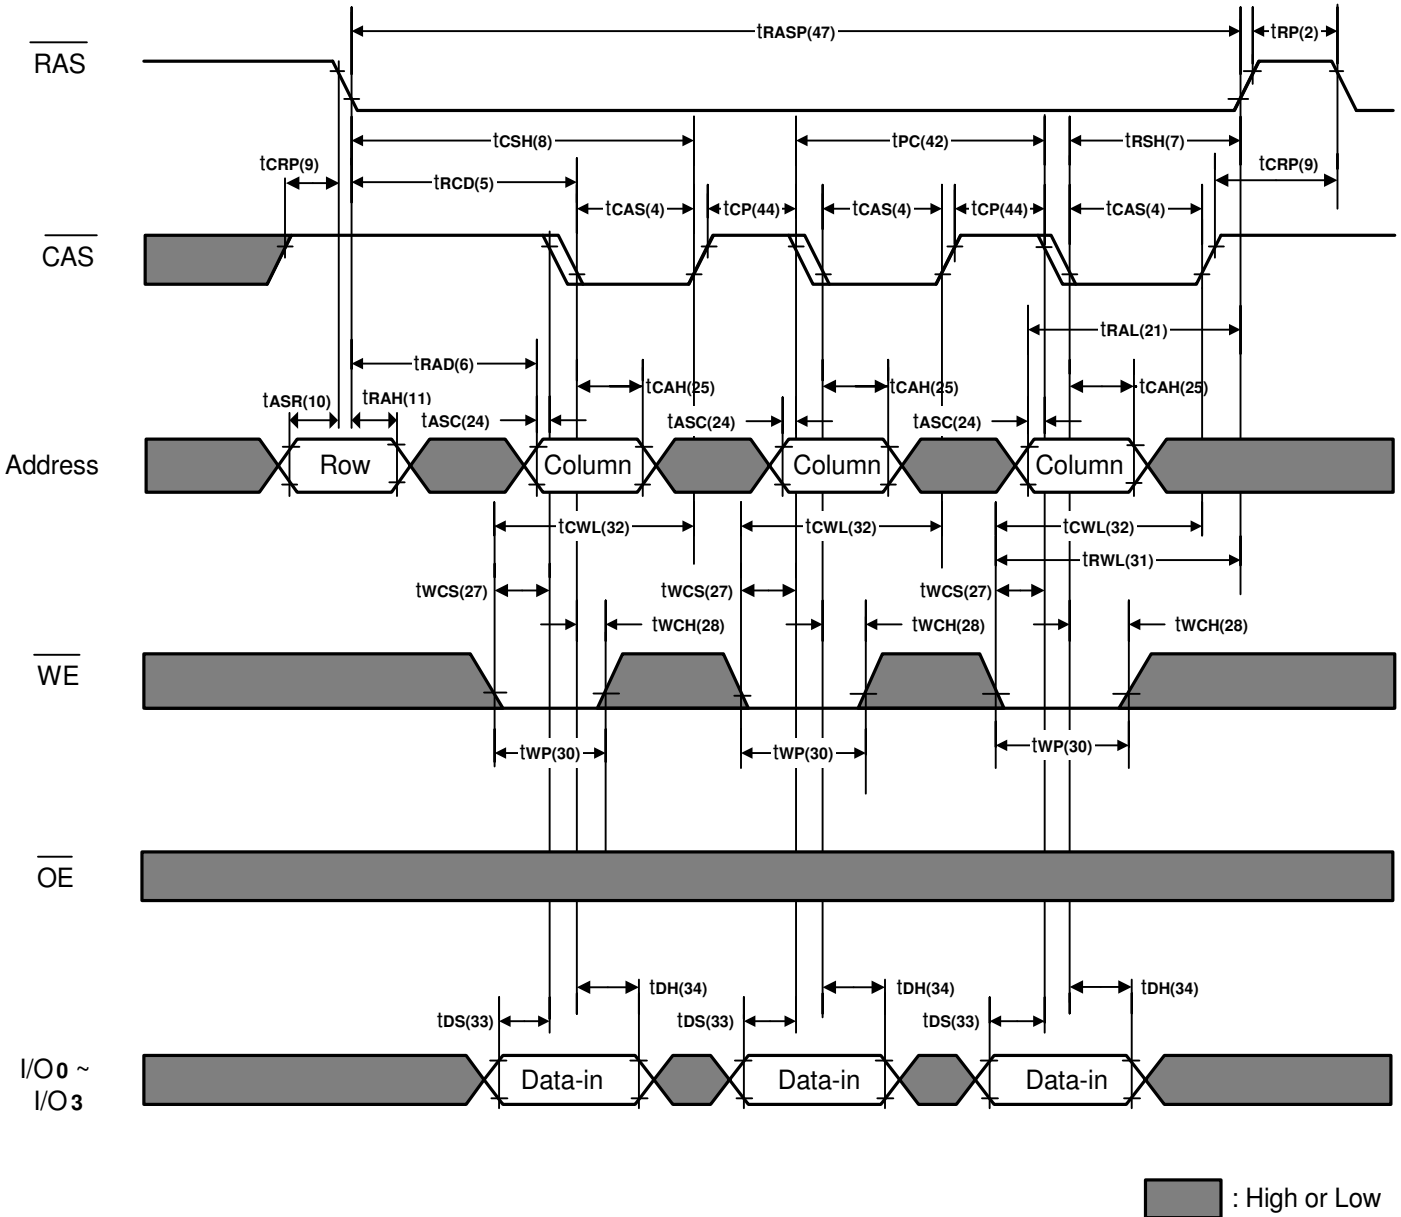 tRASP(47) tRP(2)
RAS
tCSH(8) tPC(42) tRSH(7)
tCRP(9) tRCD(5) tCRP(9)
tCAS(4) tCP(44) tCAS(4) tCP(44) tCAS(4)
CAS
tRAL(21)
tRAD(6)
tCAH(25) tCAH(25) tCAH(25)
tASR(10) tRAH(11)
tASC(24) tASC(24) tASC(24)
Address Row Column Column Column
tCWL(32) tCWL(32) tCWL(32)
tRWL(31)
tWCS(27) tWCS(27) tWCS(27)
tWCH(28) tWCH(28) tWCH(28)
WE
tWP(30) tWP(30) tWP(30)
OE
tDH(34) tDH(34) tDH(34)
tDS(33) tDS(33) tDS(33)
I/O0 ~
I/O3
Data-in Data-in Data-in
: High or Low